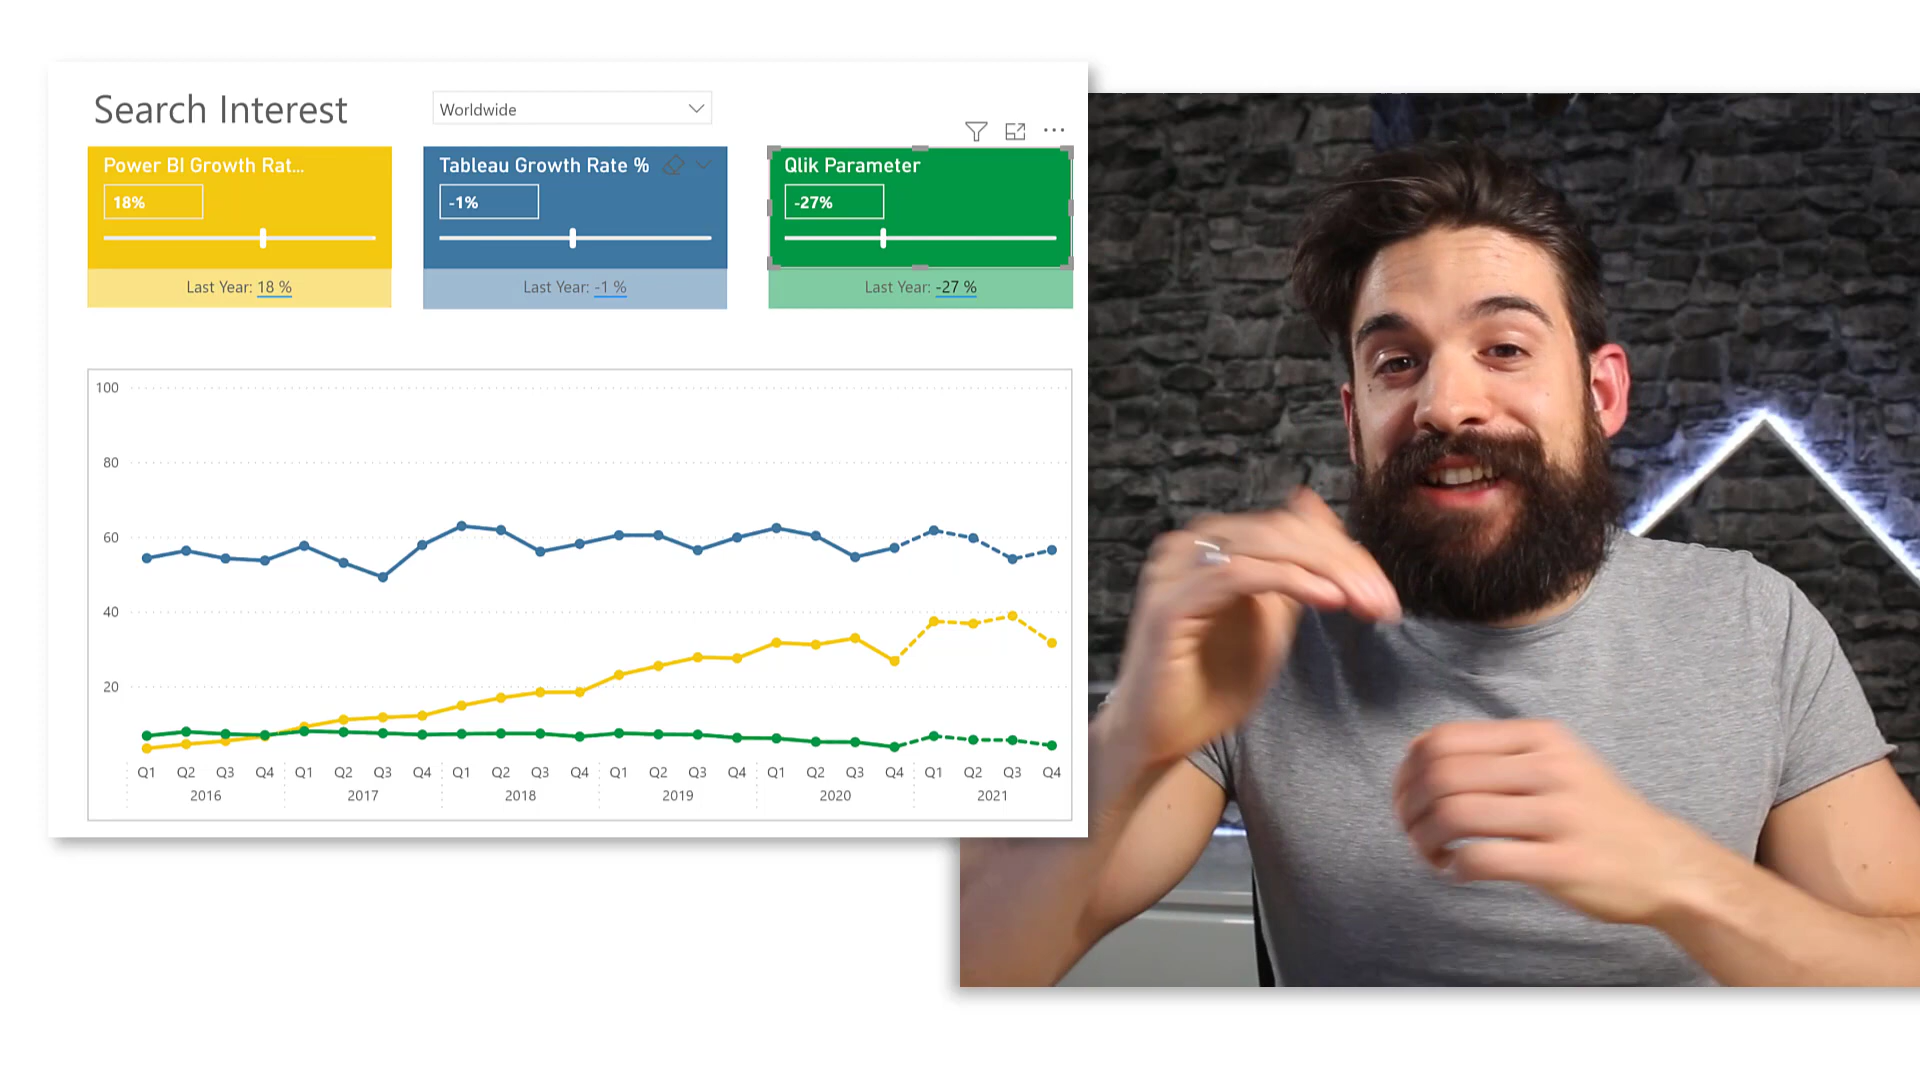 Search Interest
Worldwide
Power BI Growth Rat...
18%
Last Year: 18 %
Tableau Growth Rate %
-1%
Last Year: -1 %
Qlik Parameter
-27%
Last Year: -27 %
100
80
60
40
20
Q1 Q2 Q3 Q4 Q1 Q2 Q3 Q4 Q1 Q2 Q3 Q4 Q1 Q2 Q3 Q4 Q1 Q2 Q3 Q4 Q1 Q2 Q3 Q4
2016 2017 2018 2019 2020 2021